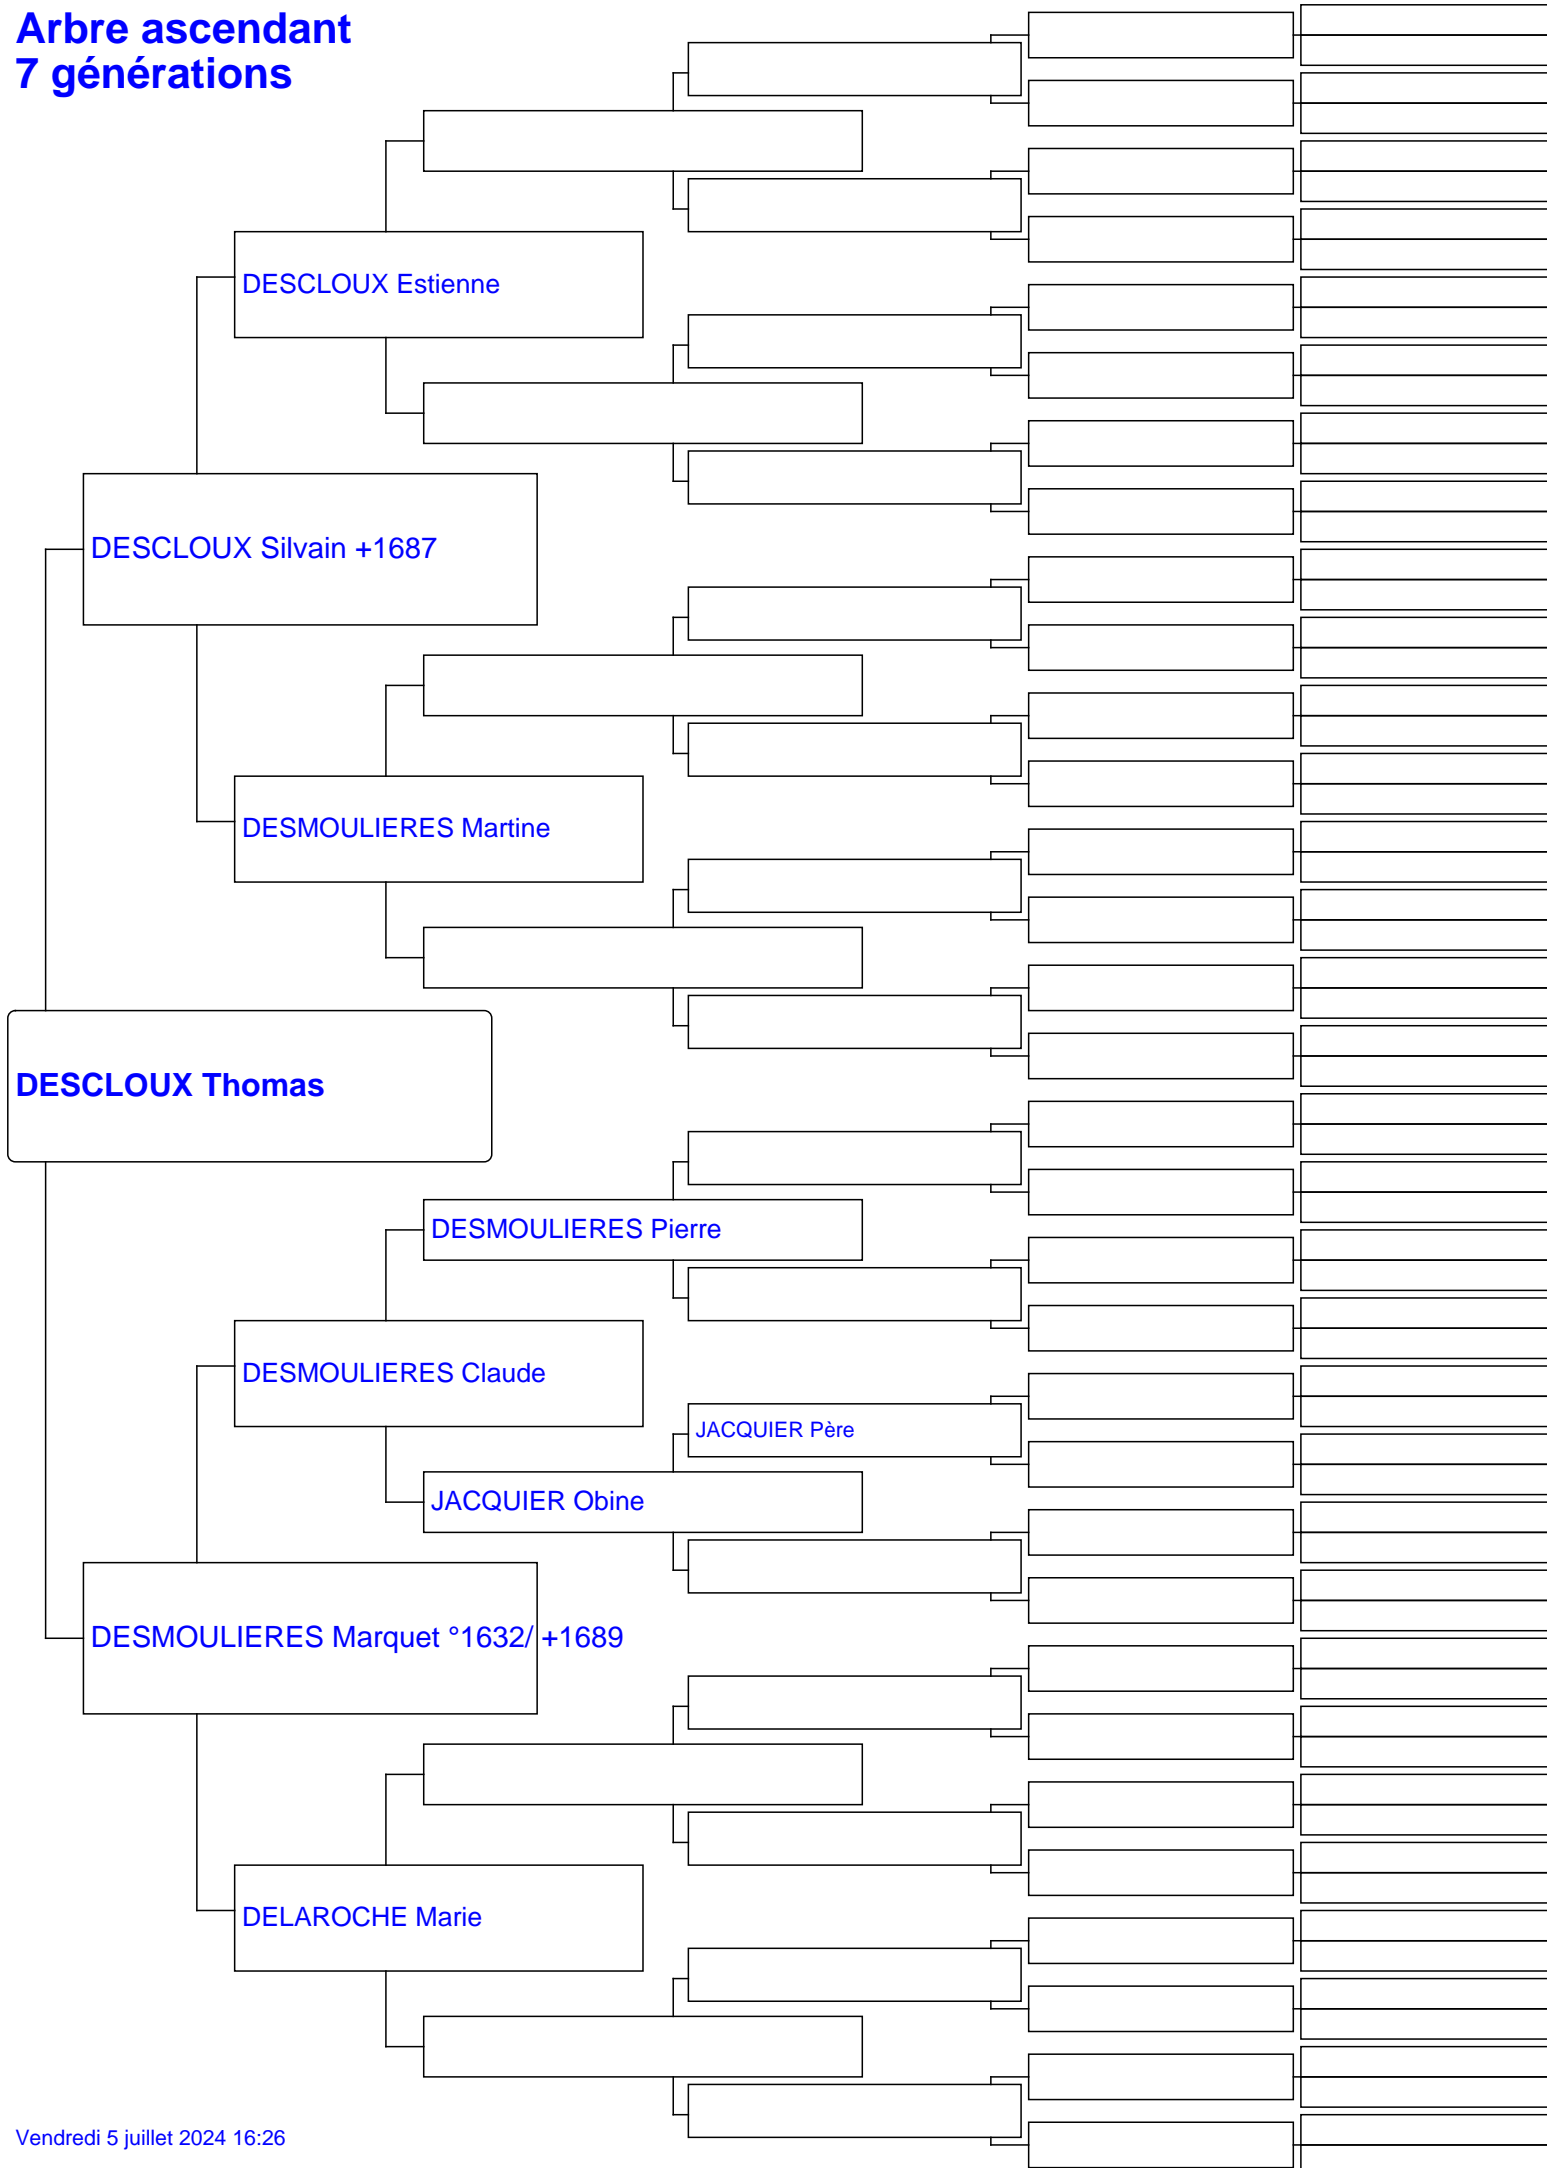 Arbre ascendant
7 générations
DESCLOUX Estienne
DESCLOUX Silvain +1687
DESMOULIERES Martine
DESCLOUX Thomas
DESMOULIERES Pierre
DESMOULIERES Claude
JACQUIER Père
JACQUIER Obine
DESMOULIERES Marquet °1632/ +1689
DELAROCHE Marie
Vendredi 5 juillet 2024 16:26